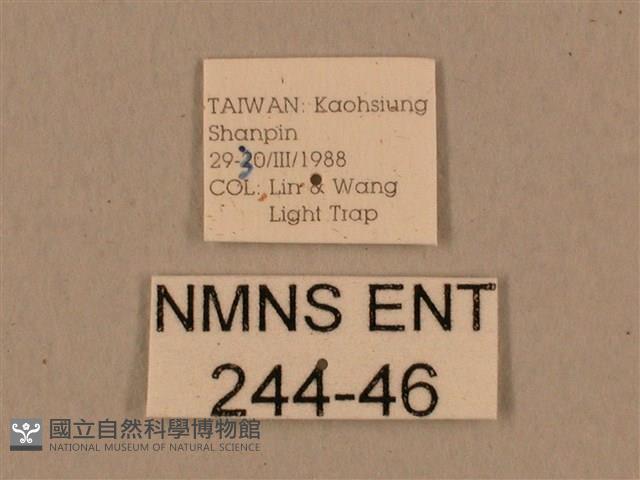 TAIWAN: Kaohsiung
Shanpin
29-30/III/1988
COL: Lin & Wang
Light Trap
NMNS ENT
244-46
國立自然科學博物館
NATIONAL MUSEUM OF NATURAL SCIENCE